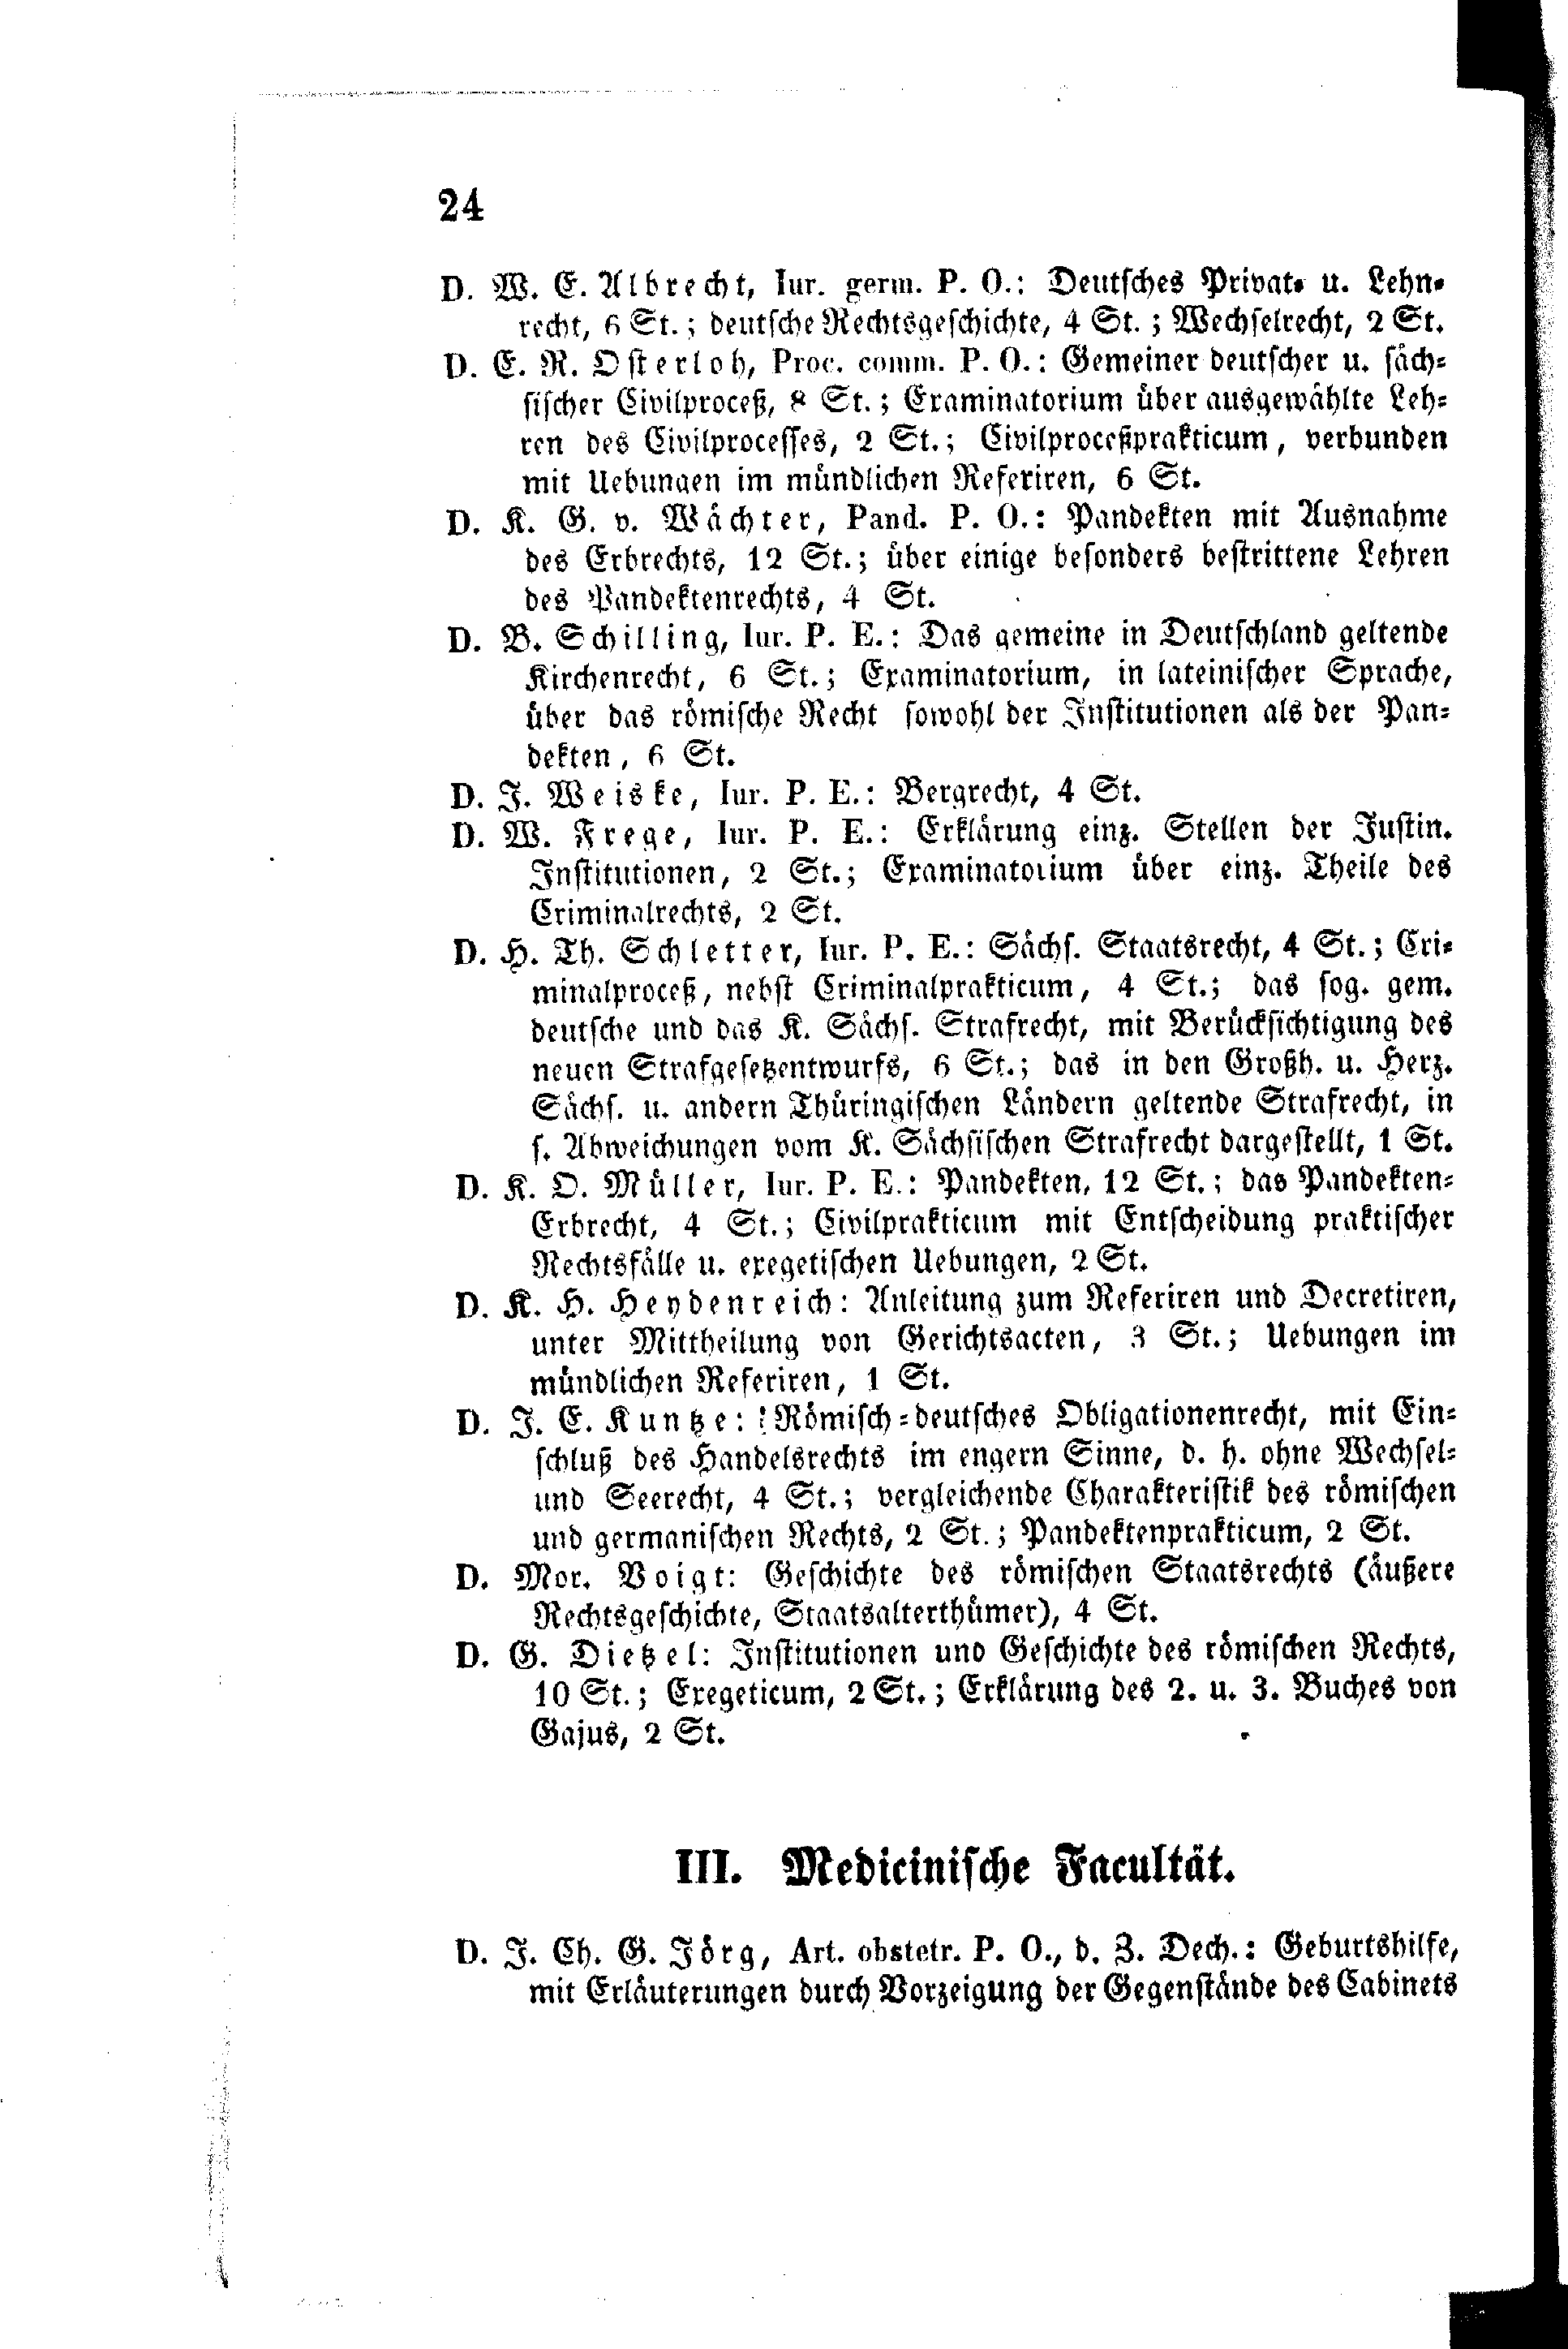 24
D. W. E. Albrecht, Iur. germ. P. O.: Deutsches Privat- u. Lehn-
recht, 6 St.; deutsche Rechtsgeschichte, 4 St.; Wechselrecht, 2 St.
D. E. R. Osterloh, Proc. comm. P. O.: Gemeiner deutscher u. säch-
sischer Civilproceß, 8 St.; Examinatorium über ausgewählte Leh-
ren des Civilprocesses, 2 St.; Civilproceßprakticum, verbunden
mit Uebungen im mündlichen Referiren, 6 St.
D. K. G. v. Wächter, Pand. P. O.: Pandekten mit Ausnahme
des Erbrechts, 12 St.; über einige besonders bestrittene Lehren
des Pandektenrechts, 4 St.
D. B. Schilling, Iur. P. E.: Das gemeine in Deutschland geltende
Kirchenrecht, 6 St.; Examinatorium, in lateinischer Sprache,
über das römische Recht sowohl der Institutionen als der Pan-
dekten, 6 St.
D. J. Weiske, Iur. P. E.: Bergrecht, 4 St.
D. W. Frege, Iur. P. E.: Erklärung einz. Stellen der Justin.
Institutionen, 2 St.; Examinatorium über einz. Theile des
Criminalrechts, 2 St.
D. H. Th. Schletter, Iur. P. E.: Sächs. Staatsrecht, 4 St.; Cri-
minalproceß, nebst Criminalprakticum, 4 St.; das sog. gem.
deutsche und das K. Sächs. Strafrecht, mit Berücksichtigung des
neuen Strafgesetzentwurfs, 6 St.; das in den Großh. u. Herz.
Sächs. u. andern Thüringischen Ländern geltende Strafrecht, in
s. Abweichungen vom K. Sächsischen Strafrecht dargestellt, 1 St.
D. K. O. Müller, Iur. P. E.: Pandekten, 12 St.; das Pandekten-
Erbrecht, 4 St.; Civilprakticum mit Entscheidung praktischer
Rechtsfälle u. exegetischen Uebungen, 2 St.
D. K. H. Heydenreich: Anleitung zum Referiren und Decretiren,
unter Mittheilung von Gerichtsacten, 3 St.; Uebungen im
mündlichen Referiren, 1 St.
D. J. E. Kuntze: Römisch-deutsches Obligationenrecht, mit Ein-
schluß des Handelsrechts im engern Sinne, d. h. ohne Wechsel-
und Seerecht, 4 St.; vergleichende Charakteristik des römischen
und germanischen Rechts, 2 St.; Pandektenprakticum, 2 St.
D. Mor. Voigt: Geschichte des römischen Staatsrechts (äußere
Rechtsgeschichte, Staatsalterthümer), 4 St.
D. G. Dietzel: Institutionen und Geschichte des römischen Rechts,
10 St.; Exegeticum, 2 St.; Erklärung des 2. u. 3. Buches von
Gajus, 2 St.
III. Medicinische Facultät.
D. J. Ch. G. Jörg, Art. obstetr. P. O., d. Z. Dech.: Geburtshilfe,
mit Erläuterungen durch Vorzeigung der Gegenstände des Cabinets